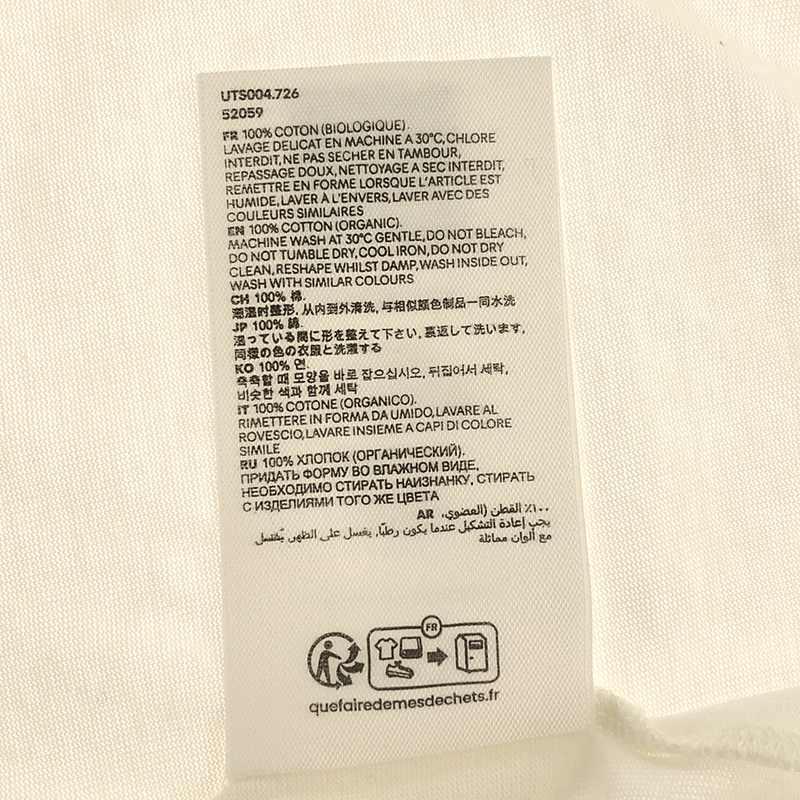 UTS004.726
52059
FR 100% COTON (BIOLOGIQUE).
LAVAGE DELICAT EN MACHINE A 30°C,CHLORE
INTERDIT,NE PAS SECHER EN TAMBOUR,
REPASSAGE DOUX,NETTOYAGE A SEC INTERDIT,
REMETTRE EN FORME LORSQUE L'ARTICLE EST
HUMIDE,LAVER À L'ENVERS,LAVER AVEC DES
COULEURS SIMILAIRES
EN 100% COTTON (ORGANIC).
MACHINE WASH AT 30°C GENTLE,DO NOT BLEACH,
DO NOT TUMBLE DRY,COOL IRON,DO NOT DRY
CLEAN,RESHAPE WHILST DAMP,WASH INSIDE OUT,
WASH WITH SIMILAR COLOURS
CH 100% 棉.
潮湿时整形, 从内到外清洗, 与相似颜色制品一同水洗
JP 100% 綿.
湿っている間に形を整えて下さい, 裏返して洗います,
同様の色の衣服と洗濯する
KO 100% 면.
축축할 때 모양을 바로 잡으십시오, 뒤집어서 세탁,
비슷한 색과 함께 세탁
IT 100% COTONE (ORGANICO).
RIMETTERE IN FORMA DA UMIDO,LAVARE AL
ROVESCIO,LAVARE INSIEME A CAPI DI COLORE
SIMILE
RU 100% ХЛОПОК (ОРГАНИЧЕСКИЙ).
ПРИДАТЬ ФОРМУ ВО ВЛАЖНОМ ВИДЕ,
НЕОБХОДИМО СТИРАТЬ НАИЗНАНКУ, СТИРАТЬ
С ИЗДЕЛИЯМИ ТОГО ЖЕ ЦВЕТА
AR ١٠٠٪ القطن (العضوي.
يجب إعادة التشكيل عندما يكون رطبًا, يغسل على الظهر, يُغتسل
مع ألوان مماثلة
FR
quefairedemesdechets.fr